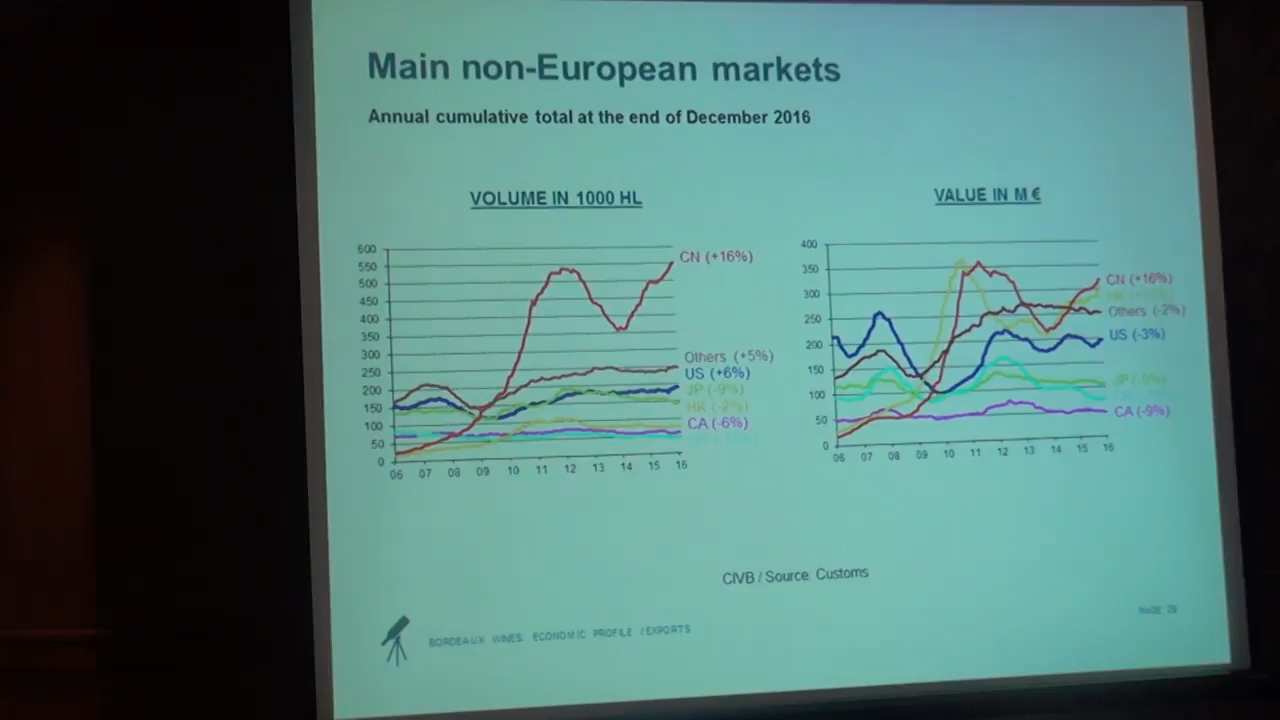 Main non-European markets
Annual cumulative total at the end of December 2016
VOLUME IN 1000 HL
600
550
500
450
400
350
300
250
200
150
100
50
0
06 07 08 09 10 11 12 13 14 15 16
CN (+16%)
Others (+5%)
US (+6%)
JP (-9%)
HK (-2%)
CA (-6%)
VALUE IN M €
400
350
300
250
200
150
100
50
0
06 07 08 09 10 11 12 13 14 15 16
CN (+16%)
HK
Others (-2%)
US (-3%)
JP (-5%)
CA (-9%)
CIVB / Source Customs
BORDEAUX WINES ECONOMIC PROFILE / EXPORTS
PAGE